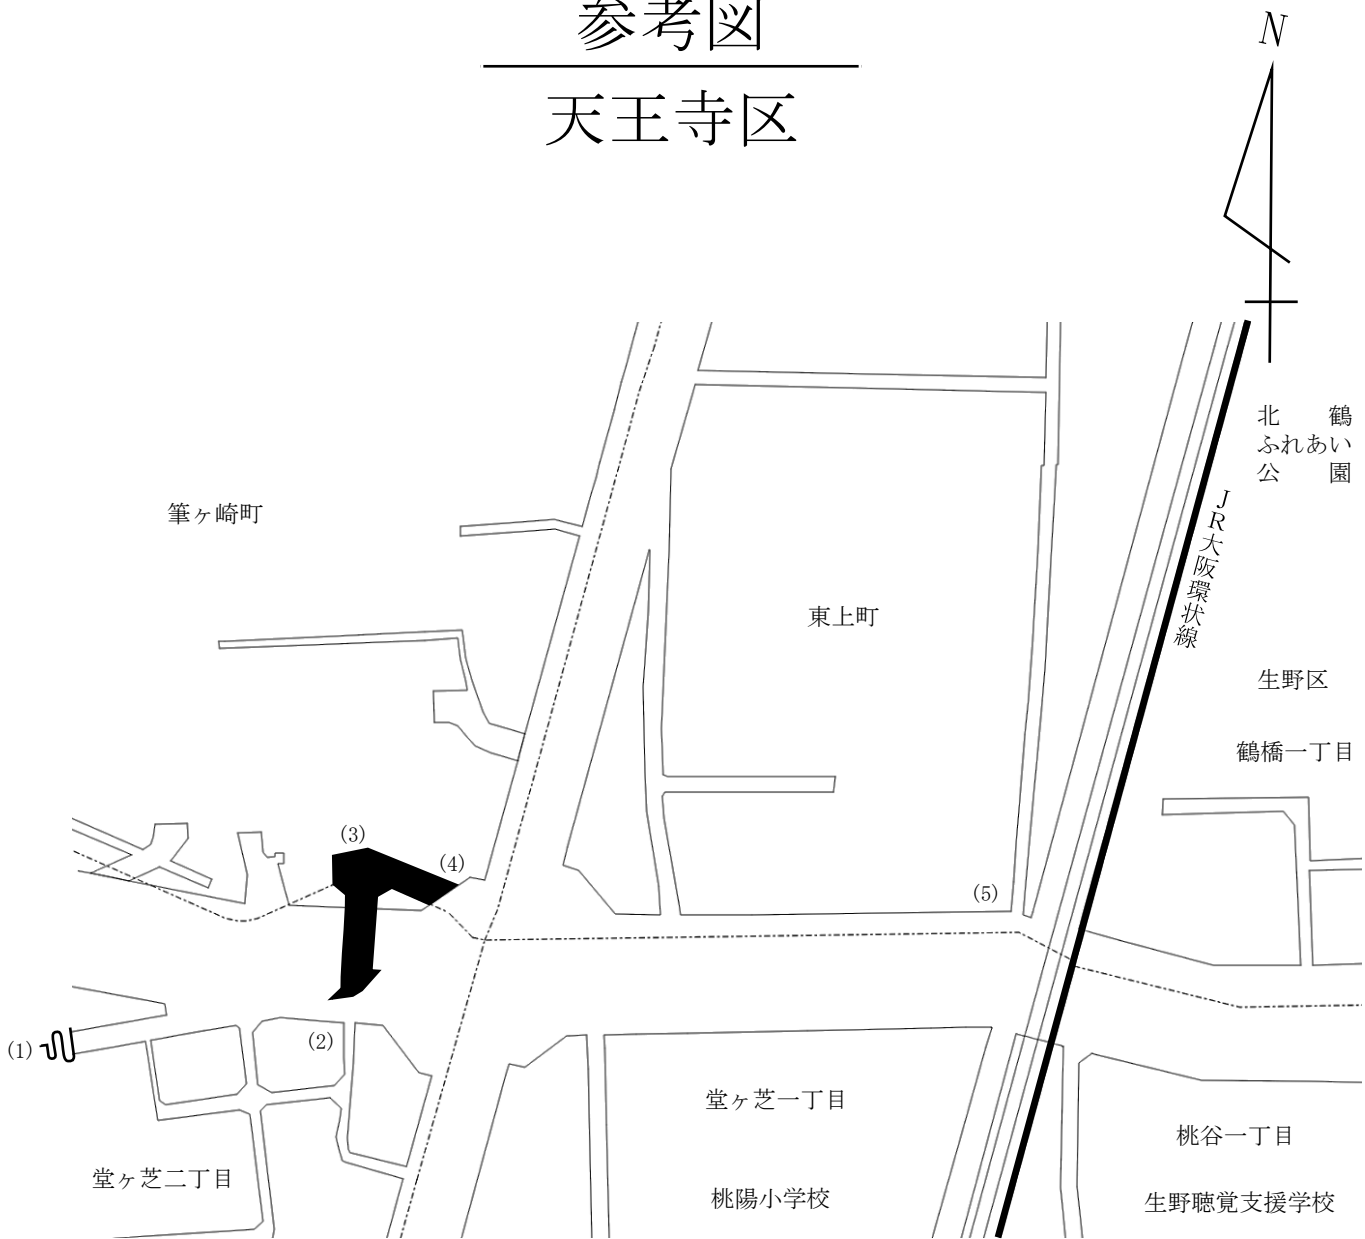 参考図
天王寺区
N
北　鶴
ふれあい
公　園
JR大阪環状線
筆ヶ崎町
東上町
生野区
鶴橋一丁目
(3)
(4)
(5)
(1)
(2)
堂ヶ芝一丁目
桃谷一丁目
堂ヶ芝二丁目
桃陽小学校
生野聴覚支援学校